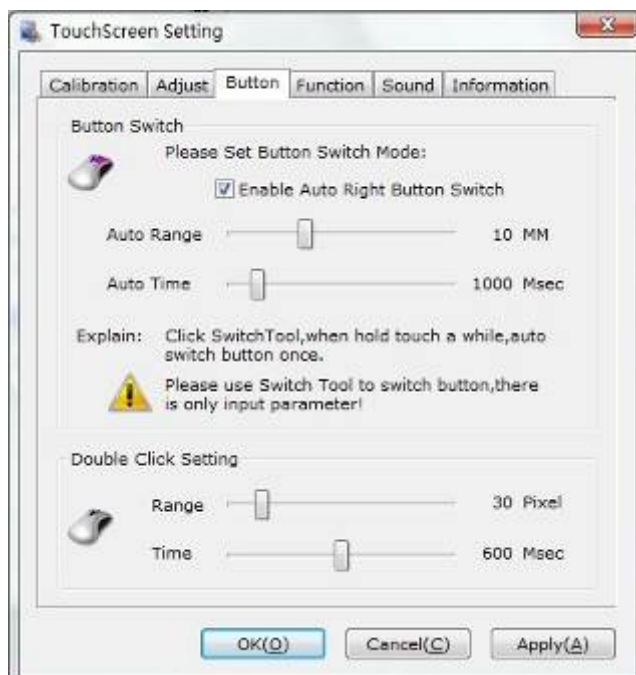 TouchScreen Setting
Calibration Adjust Button Function Sound Information
Button Switch
Please Set Button Switch Mode:
Enable Auto Right Button Switch
Auto Range 10 MM
Auto Time 1000 Msec
Explain: Click SwitchTool,when hold touch a while,auto
switch button once.
Please use Switch Tool to switch button,there
is only input parameter!
Double Click Setting
Range 30 Pixel
Time 600 Msec
OK(O) Cancel(C) Apply(A)